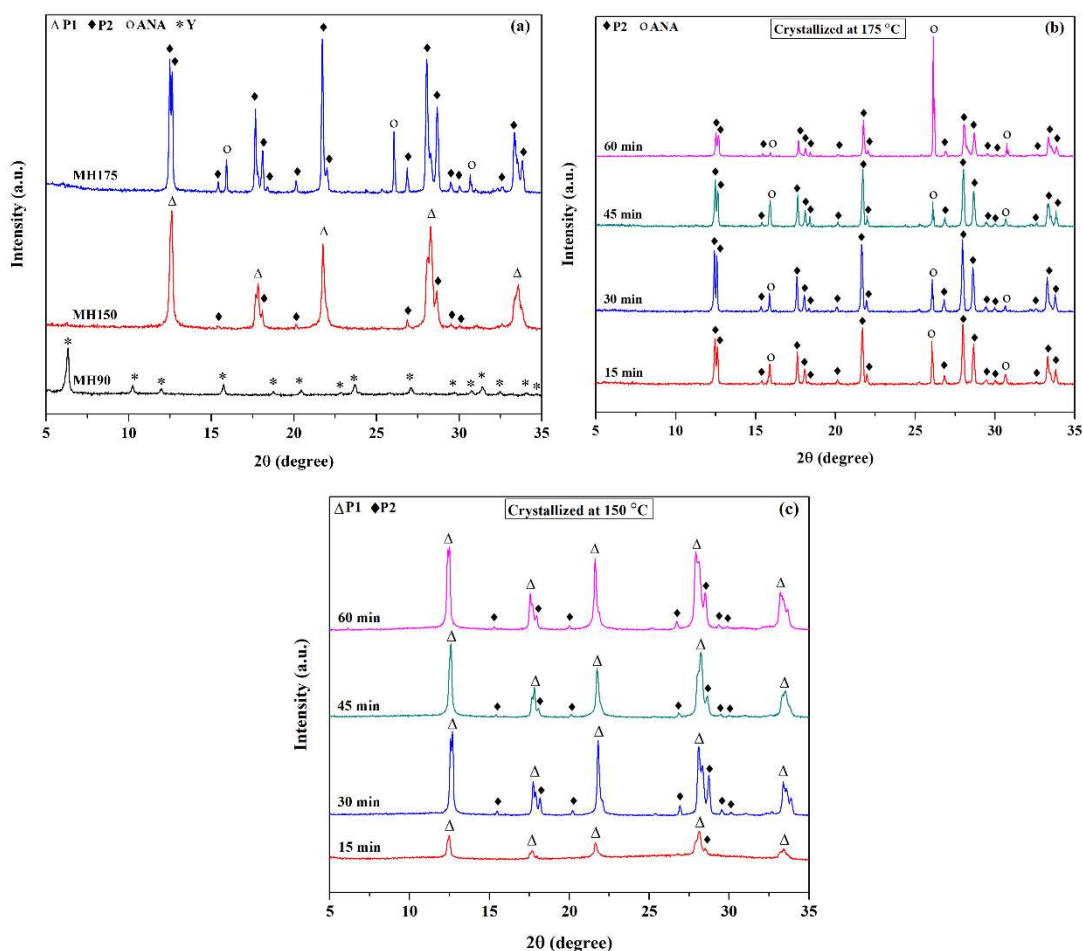 Δ P1 ♦ P2 O ANA * Y
(a)
MH175
MH150
MH90
Intensity (a.u.)
5 10 15 20 25 30 35
2θ (degree)
♦ P2 O ANA
Crystallized at 175 °C
(b)
60 min
45 min
30 min
15 min
Intensity (a.u.)
5 10 15 20 25 30 35
2θ (degree)
Δ P1 ♦ P2
Crystallized at 150 °C
(c)
60 min
45 min
30 min
15 min
Intensity (a.u.)
5 10 15 20 25 30 35
2θ (degree)